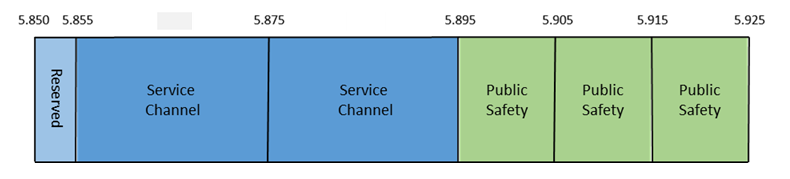 5.850 5.855 5.875 5.895 5.905 5.915 5.925
Reserved
Service
Channel
Service
Channel
Public
Safety
Public
Safety
Public
Safety